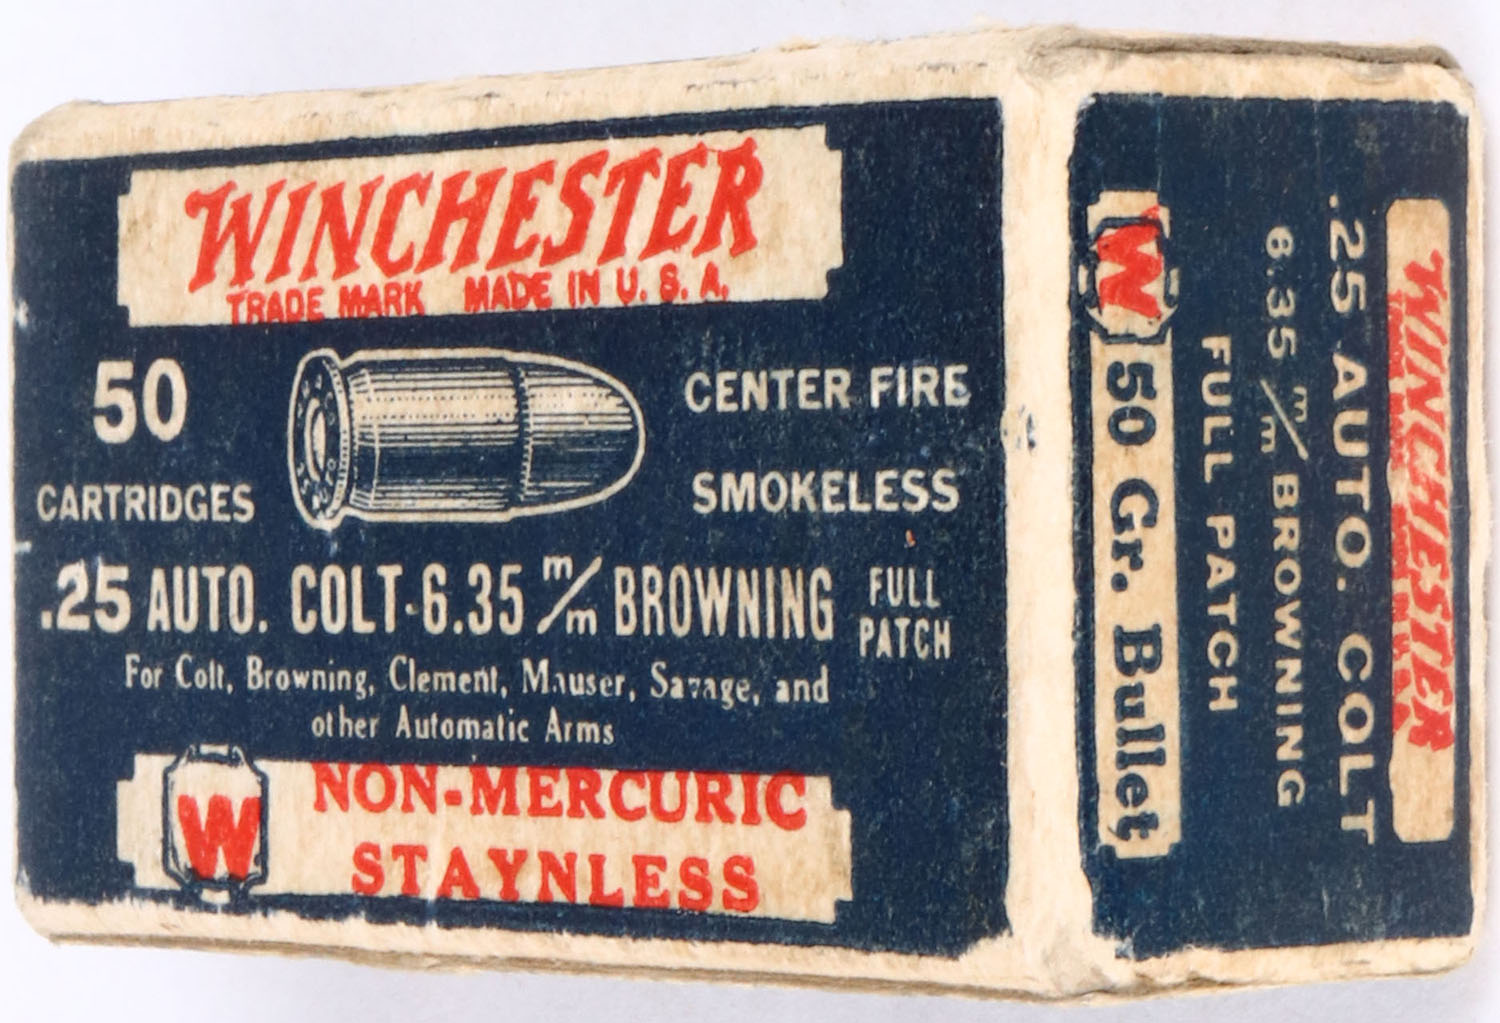 WINCHESTER
TRADE MARK MADE IN U. S. A.
50
CARTRIDGES
CENTER FIRE
SMOKELESS
.25 AUTO. COLT-6.35 m/m BROWNING FULL PATCH
For Colt, Browning, Clement, Mauser, Savage, and
other Automatic Arms
W
NON-MERCURIC
STAYNLESS
WINCHESTER
.25 AUTO. COLT
6.35 m/m BROWNING
FULL PATCH
W 50 Gr. Bullet